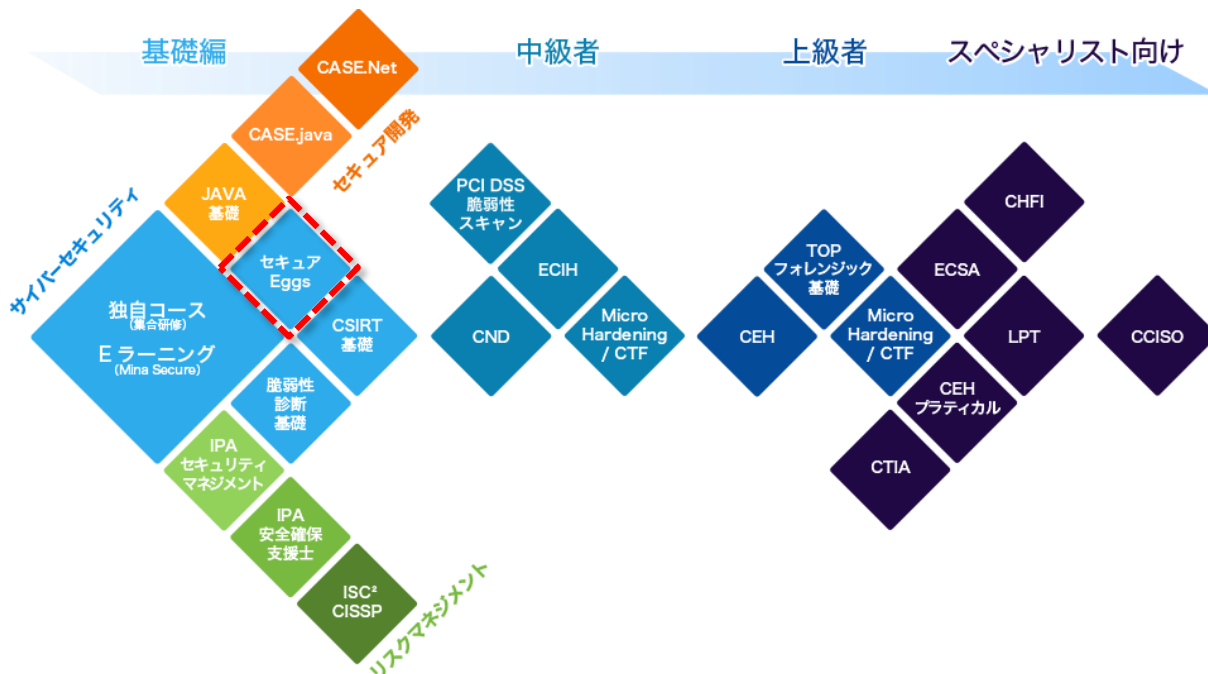 基礎編
中級者
上級者
スペシャリスト向け
CASE.Net
CASE.java
セキュア開発
JAVA
基礎
サイバーセキュリティ
セキュア
Eggs
独自コース
(集合研修)
E ラーニング
(Mina Secure)
CSIRT
基礎
脆弱性
診断
基礎
IPA
セキュリティ
マネジメント
IPA
安全確保
支援士
ISC²
CISSP
リスクマネジメント
PCI DSS
脆弱性
スキャン
ECIH
CND
Micro
Hardening
/ CTF
TOP
フォレンジック
基礎
CEH
Micro
Hardening
/ CTF
CHFI
ECSA
LPT
CEH
プラティカル
CTIA
CCISO